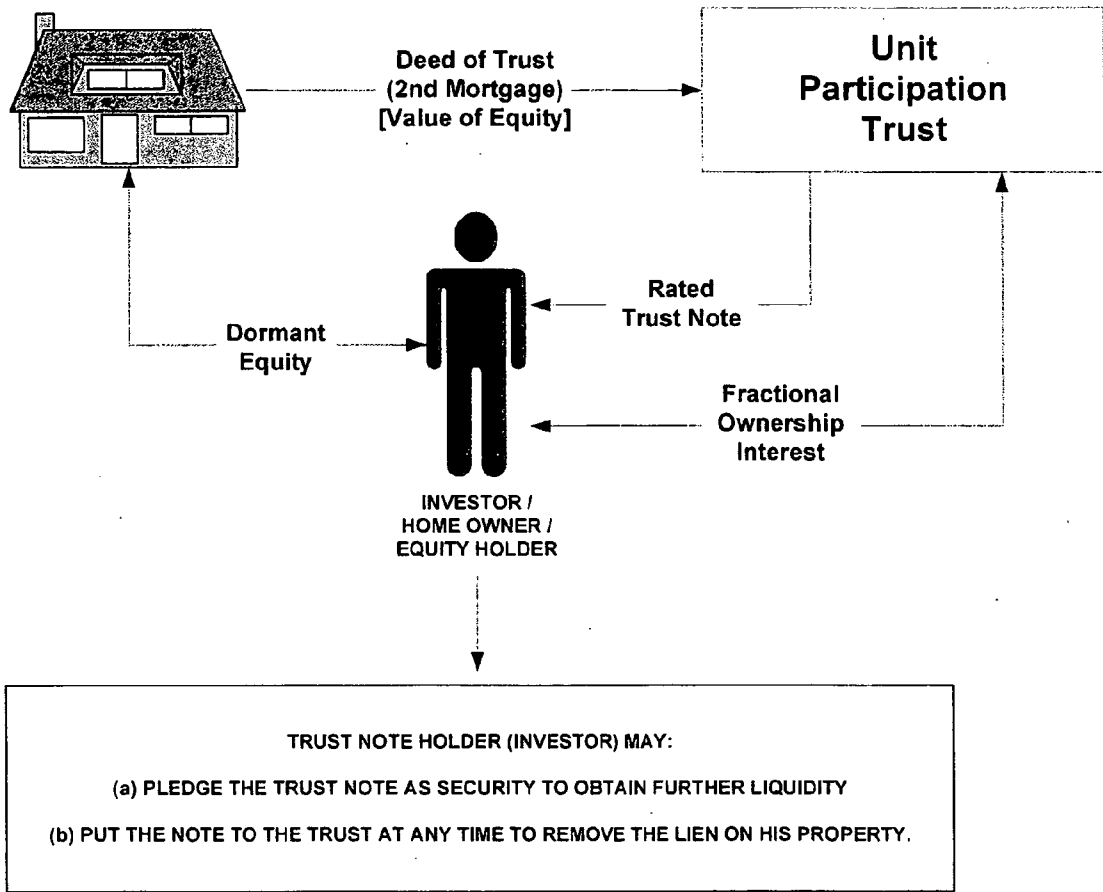 Deed of Trust
(2nd Mortgage)
[Value of Equity]
Unit
Participation
Trust
Rated
Trust Note
Dormant
Equity
Fractional
Ownership
Interest
INVESTOR /
HOME OWNER /
EQUITY HOLDER
TRUST NOTE HOLDER (INVESTOR) MAY:
(a) PLEDGE THE TRUST NOTE AS SECURITY TO OBTAIN FURTHER LIQUIDITY
(b) PUT THE NOTE TO THE TRUST AT ANY TIME TO REMOVE THE LIEN ON HIS PROPERTY.